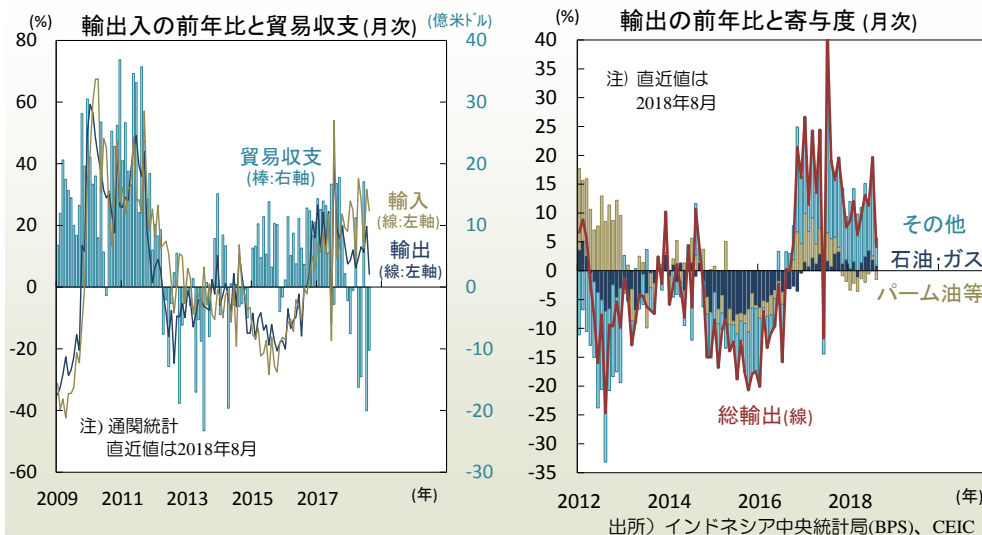 輸出入の前年比と貿易収支(月次)
(%)
(億米ドル)
80
60
40
20
0
-20
-40
-60
40
30
20
10
0
-10
-20
-30
貿易収支
(棒:右軸)
輸入
(線:左軸)
輸出
(線:左軸)
注) 通関統計
直近値は2018年8月
2009 2011 2013 2015 2017 (年)
輸出の前年比と寄与度(月次)
(%)
40
35
30
25
20
15
10
5
0
-5
-10
-15
-20
-25
-30
-35
注) 直近値は
2018年8月
その他
石油・ガス
パーム油等
総輸出(線)
2012 2014 2016 2018 (年)
出所）インドネシア中央統計局(BPS)、CEIC